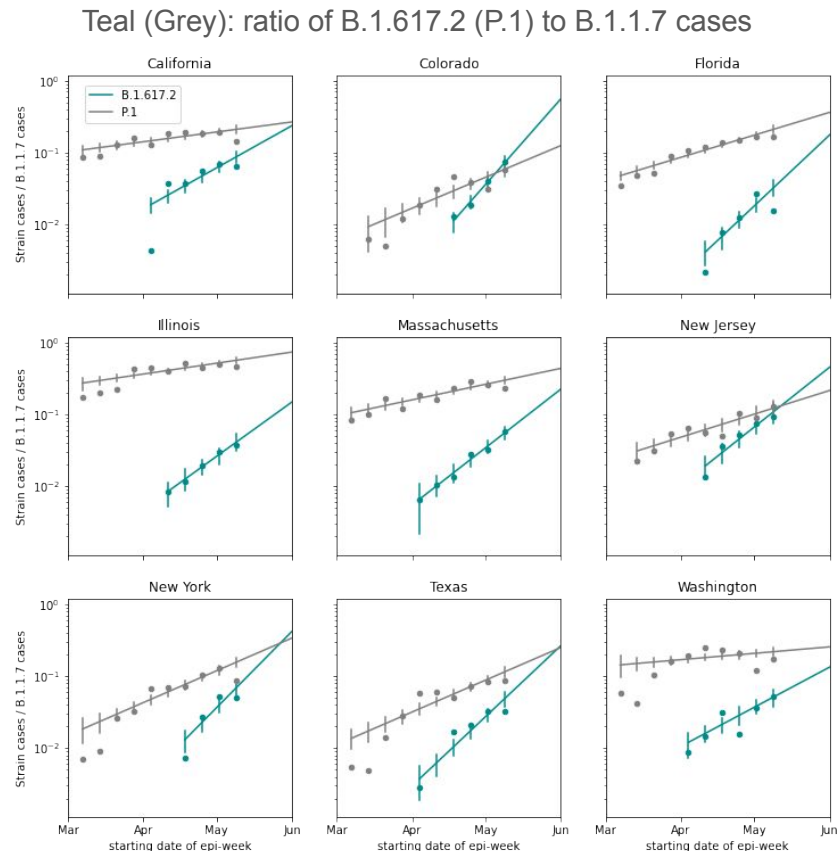 Teal (Grey): ratio of B.1.617.2 (P.1) to B.1.1.7 cases
California
Colorado
Florida
10⁰
10⁻¹
10⁻²
Strain cases / B.1.1.7 cases
B.1.617.2
P.1
Illinois
Massachusetts
New Jersey
10⁰
10⁻¹
10⁻²
Strain cases / B.1.1.7 cases
New York
Texas
Washington
10⁰
10⁻¹
10⁻²
Strain cases / B.1.1.7 cases
Mar Apr May Jun
Mar Apr May Jun
Mar Apr May Jun
starting date of epi-week
starting date of epi-week
starting date of epi-week